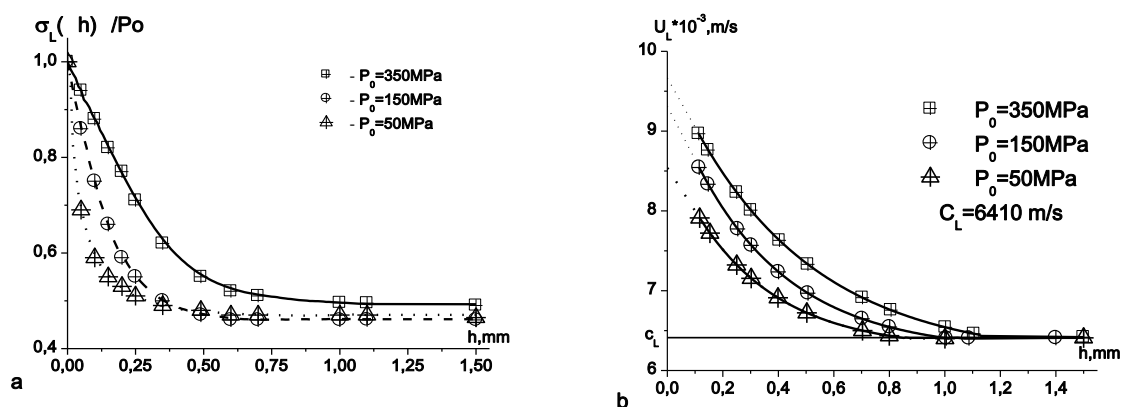 σL( h) /Po
1,0
0,8
0,6
0,4
0,00 0,25 0,50 0,75 1,00 1,25 1,50
h,mm
- P0=350MPa
- P0=150MPa
- P0=50MPa
a
UL*10-3,m/s
10
9
8
7
cL
6
0,0 0,2 0,4 0,6 0,8 1,0 1,2 1,4
h,mm
P0=350MPa
P0=150MPa
P0=50MPa
CL=6410 m/s
b